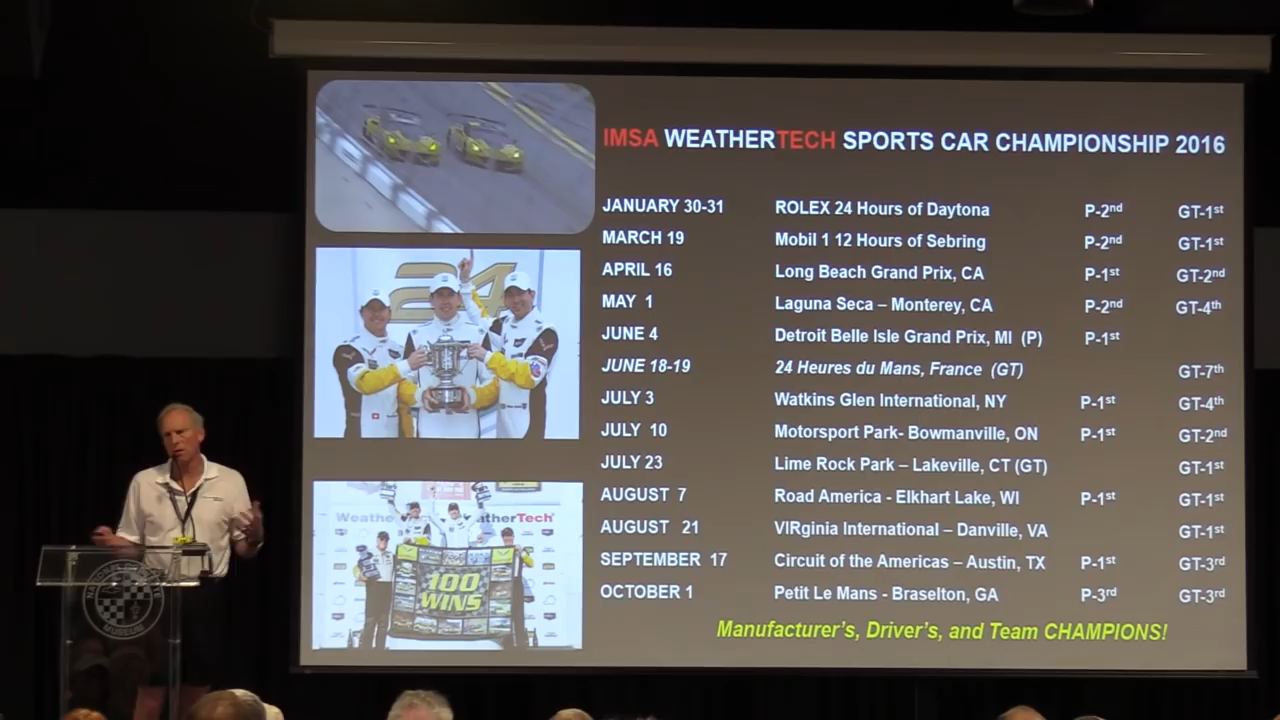 IMSA WEATHERTECH SPORTS CAR CHAMPIONSHIP 2016
JANUARY 30-31 ROLEX 24 Hours of Daytona P-2nd GT-1st
MARCH 19 Mobil 1 12 Hours of Sebring P-2nd GT-1st
APRIL 16 Long Beach Grand Prix, CA P-1st GT-2nd
MAY 1 Laguna Seca – Monterey, CA P-2nd GT-4th
JUNE 4 Detroit Belle Isle Grand Prix, MI (P) P-1st
JUNE 18-19 24 Heures du Mans, France (GT) GT-7th
JULY 3 Watkins Glen International, NY P-1st GT-4th
JULY 10 Motorsport Park- Bowmanville, ON P-1st GT-2nd
JULY 23 Lime Rock Park – Lakeville, CT (GT) GT-1st
AUGUST 7 Road America - Elkhart Lake, WI P-1st GT-1st
AUGUST 21 VIRginia International – Danville, VA GT-1st
SEPTEMBER 17 Circuit of the Americas – Austin, TX P-1st GT-3rd
OCTOBER 1 Petit Le Mans - Braselton, GA P-3rd GT-3rd
Manufacturer's, Driver's, and Team CHAMPIONS!
24
WeatherTech
100
WINS
MUSEUM